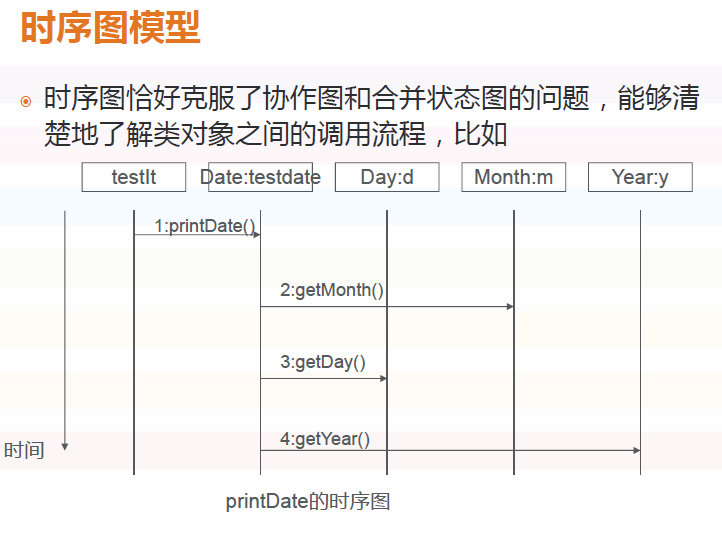 时序图模型
时序图恰好克服了协作图和合并状态图的问题，能够清
楚地了解类对象之间的调用流程，比如
testIt Date:testdate Day:d Month:m Year:y
1:printDate()
2:getMonth()
3:getDay()
4:getYear()
时间
printDate的时序图